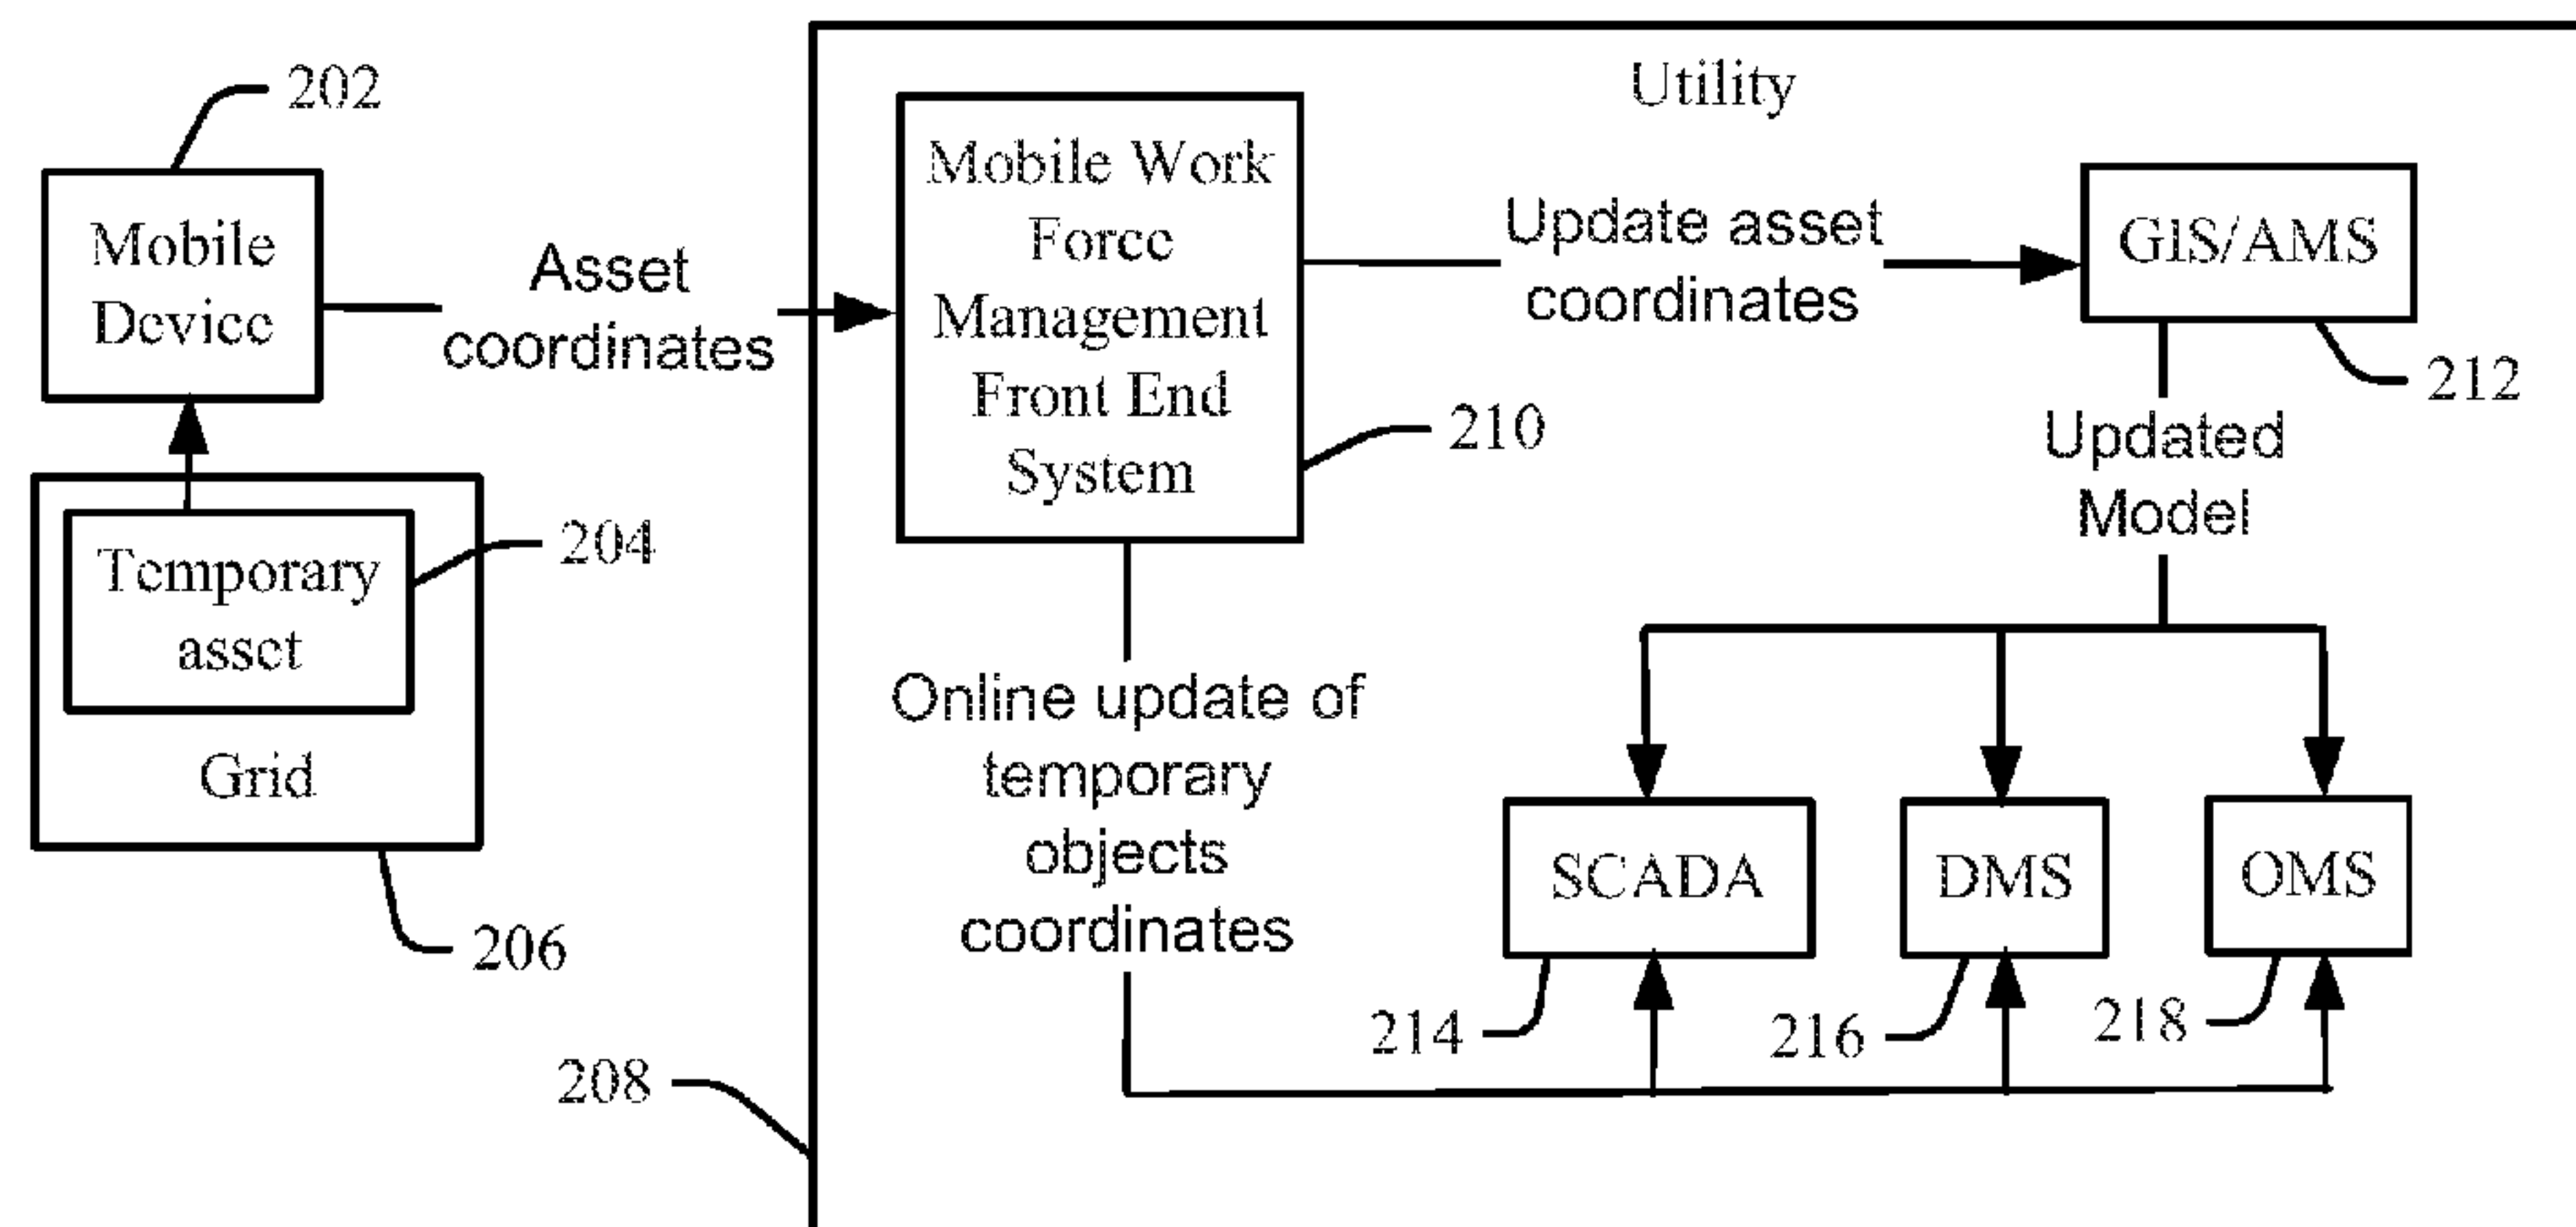 Utility
202
Mobile
Device
Asset
coordinates
Mobile Work
Force
Management
Front End
System
210
Update asset
coordinates
GIS/AMS
212
Updated
Model
204
Temporary
asset
Grid
206
Online update of
temporary
objects
coordinates
SCADA
DMS
OMS
214
216
218
208